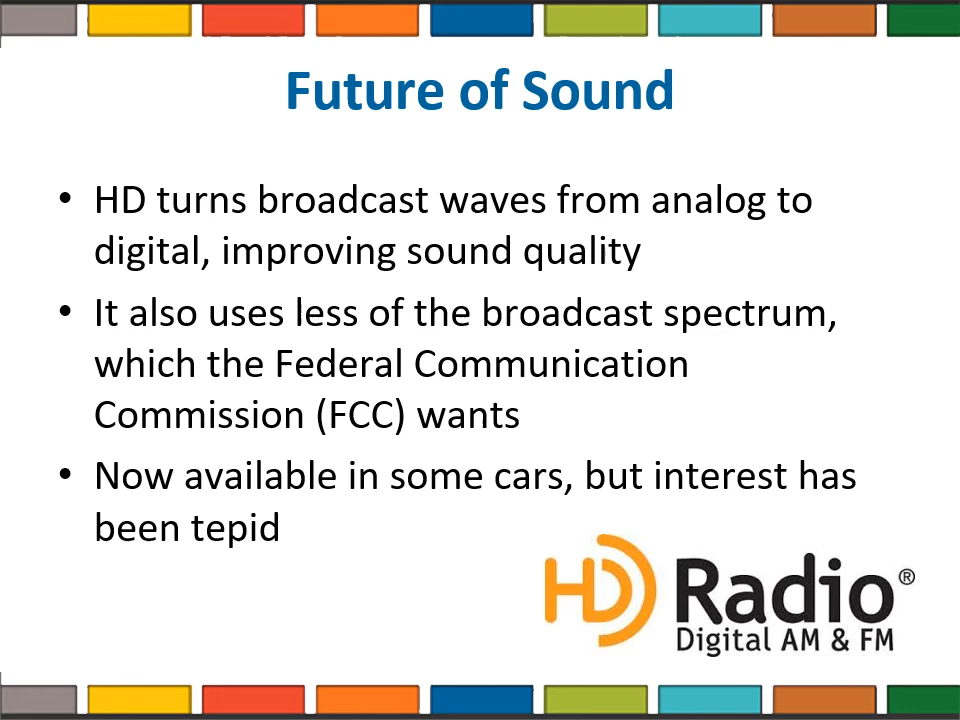 Future of Sound
• HD turns broadcast waves from analog to
digital, improving sound quality
• It also uses less of the broadcast spectrum,
which the Federal Communication
Commission (FCC) wants
• Now available in some cars, but interest has
been tepid
HD Radio®
Digital AM & FM